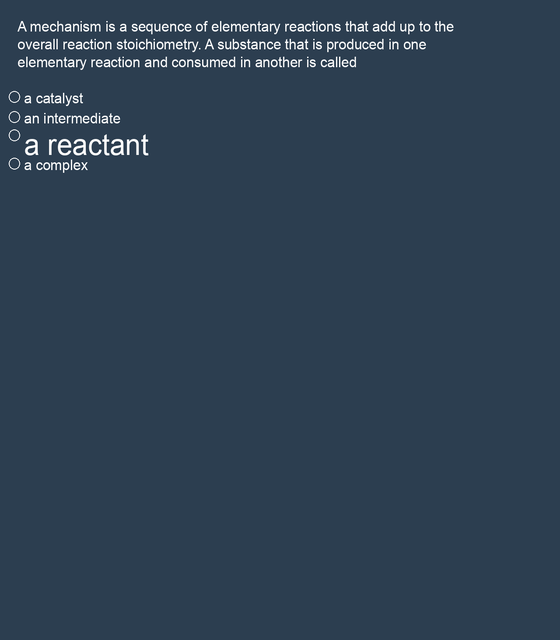 A mechanism is a sequence of elementary reactions that add up to the
overall reaction stoichiometry. A substance that is produced in one
elementary reaction and consumed in another is called
a catalyst
an intermediate
a reactant
a complex